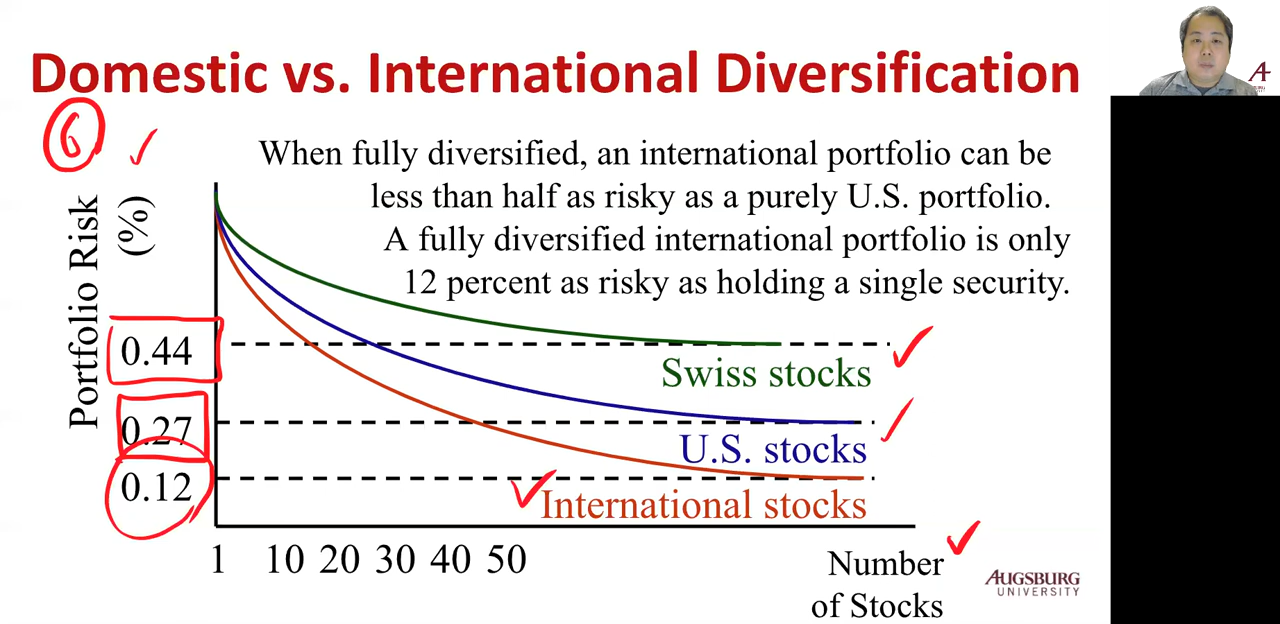 Domestic vs. International Diversification
6
When fully diversified, an international portfolio can be
less than half as risky as a purely U.S. portfolio.
A fully diversified international portfolio is only
12 percent as risky as holding a single security.
Portfolio Risk
(%)
0.44
Swiss stocks
0.27
U.S. stocks
0.12
International stocks
1 10 20 30 40 50
Number
of Stocks
AUGSBURG
UNIVERSITY
A